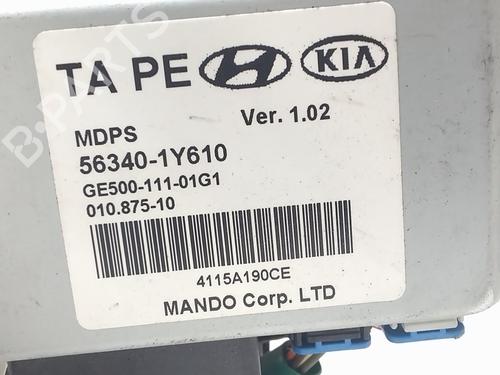 TA PE KIA
Ver. 1.02
MDPS
56340-1Y610
GE500-111-01G1
010.875-10
4115A190CE
MANDO Corp. LTD
B-PARTS